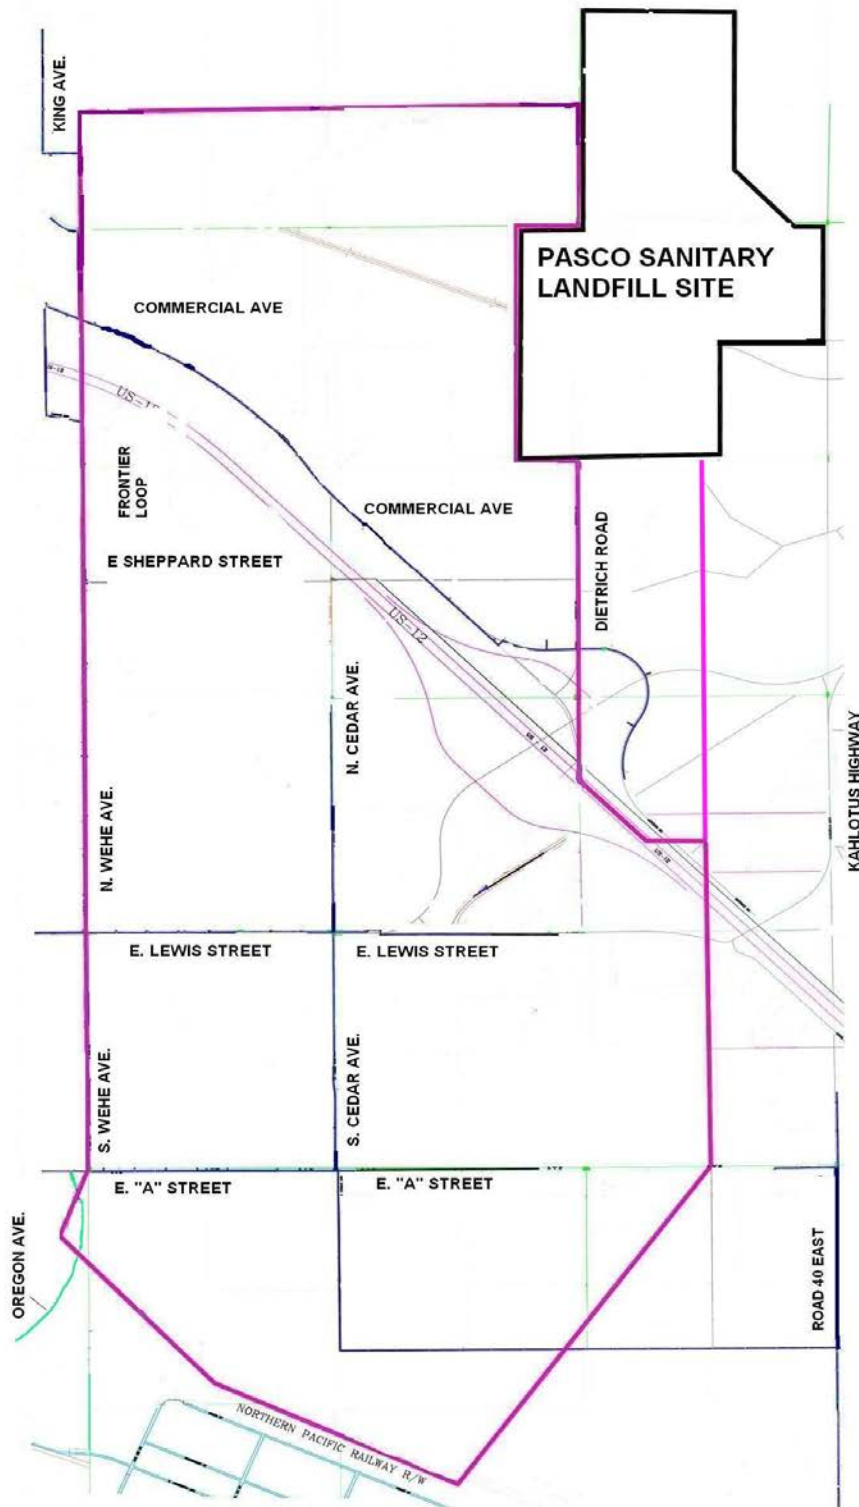 KING AVE.
PASCO SANITARY
LANDFILL SITE
COMMERCIAL AVE
US-12
FRONTIER
LOOP
COMMERCIAL AVE
E SHEPPARD STREET
DIETRICH ROAD
US-12
N. CEDAR AVE.
KAHLOTUS HIGHWAY
N. WEHE AVE.
E. LEWIS STREET
E. LEWIS STREET
S. WEHE AVE.
S. CEDAR AVE.
E. "A" STREET
E. "A" STREET
OREGON AVE.
ROAD 40 EAST
NORTHERN PACIFIC RAILWAY R/W